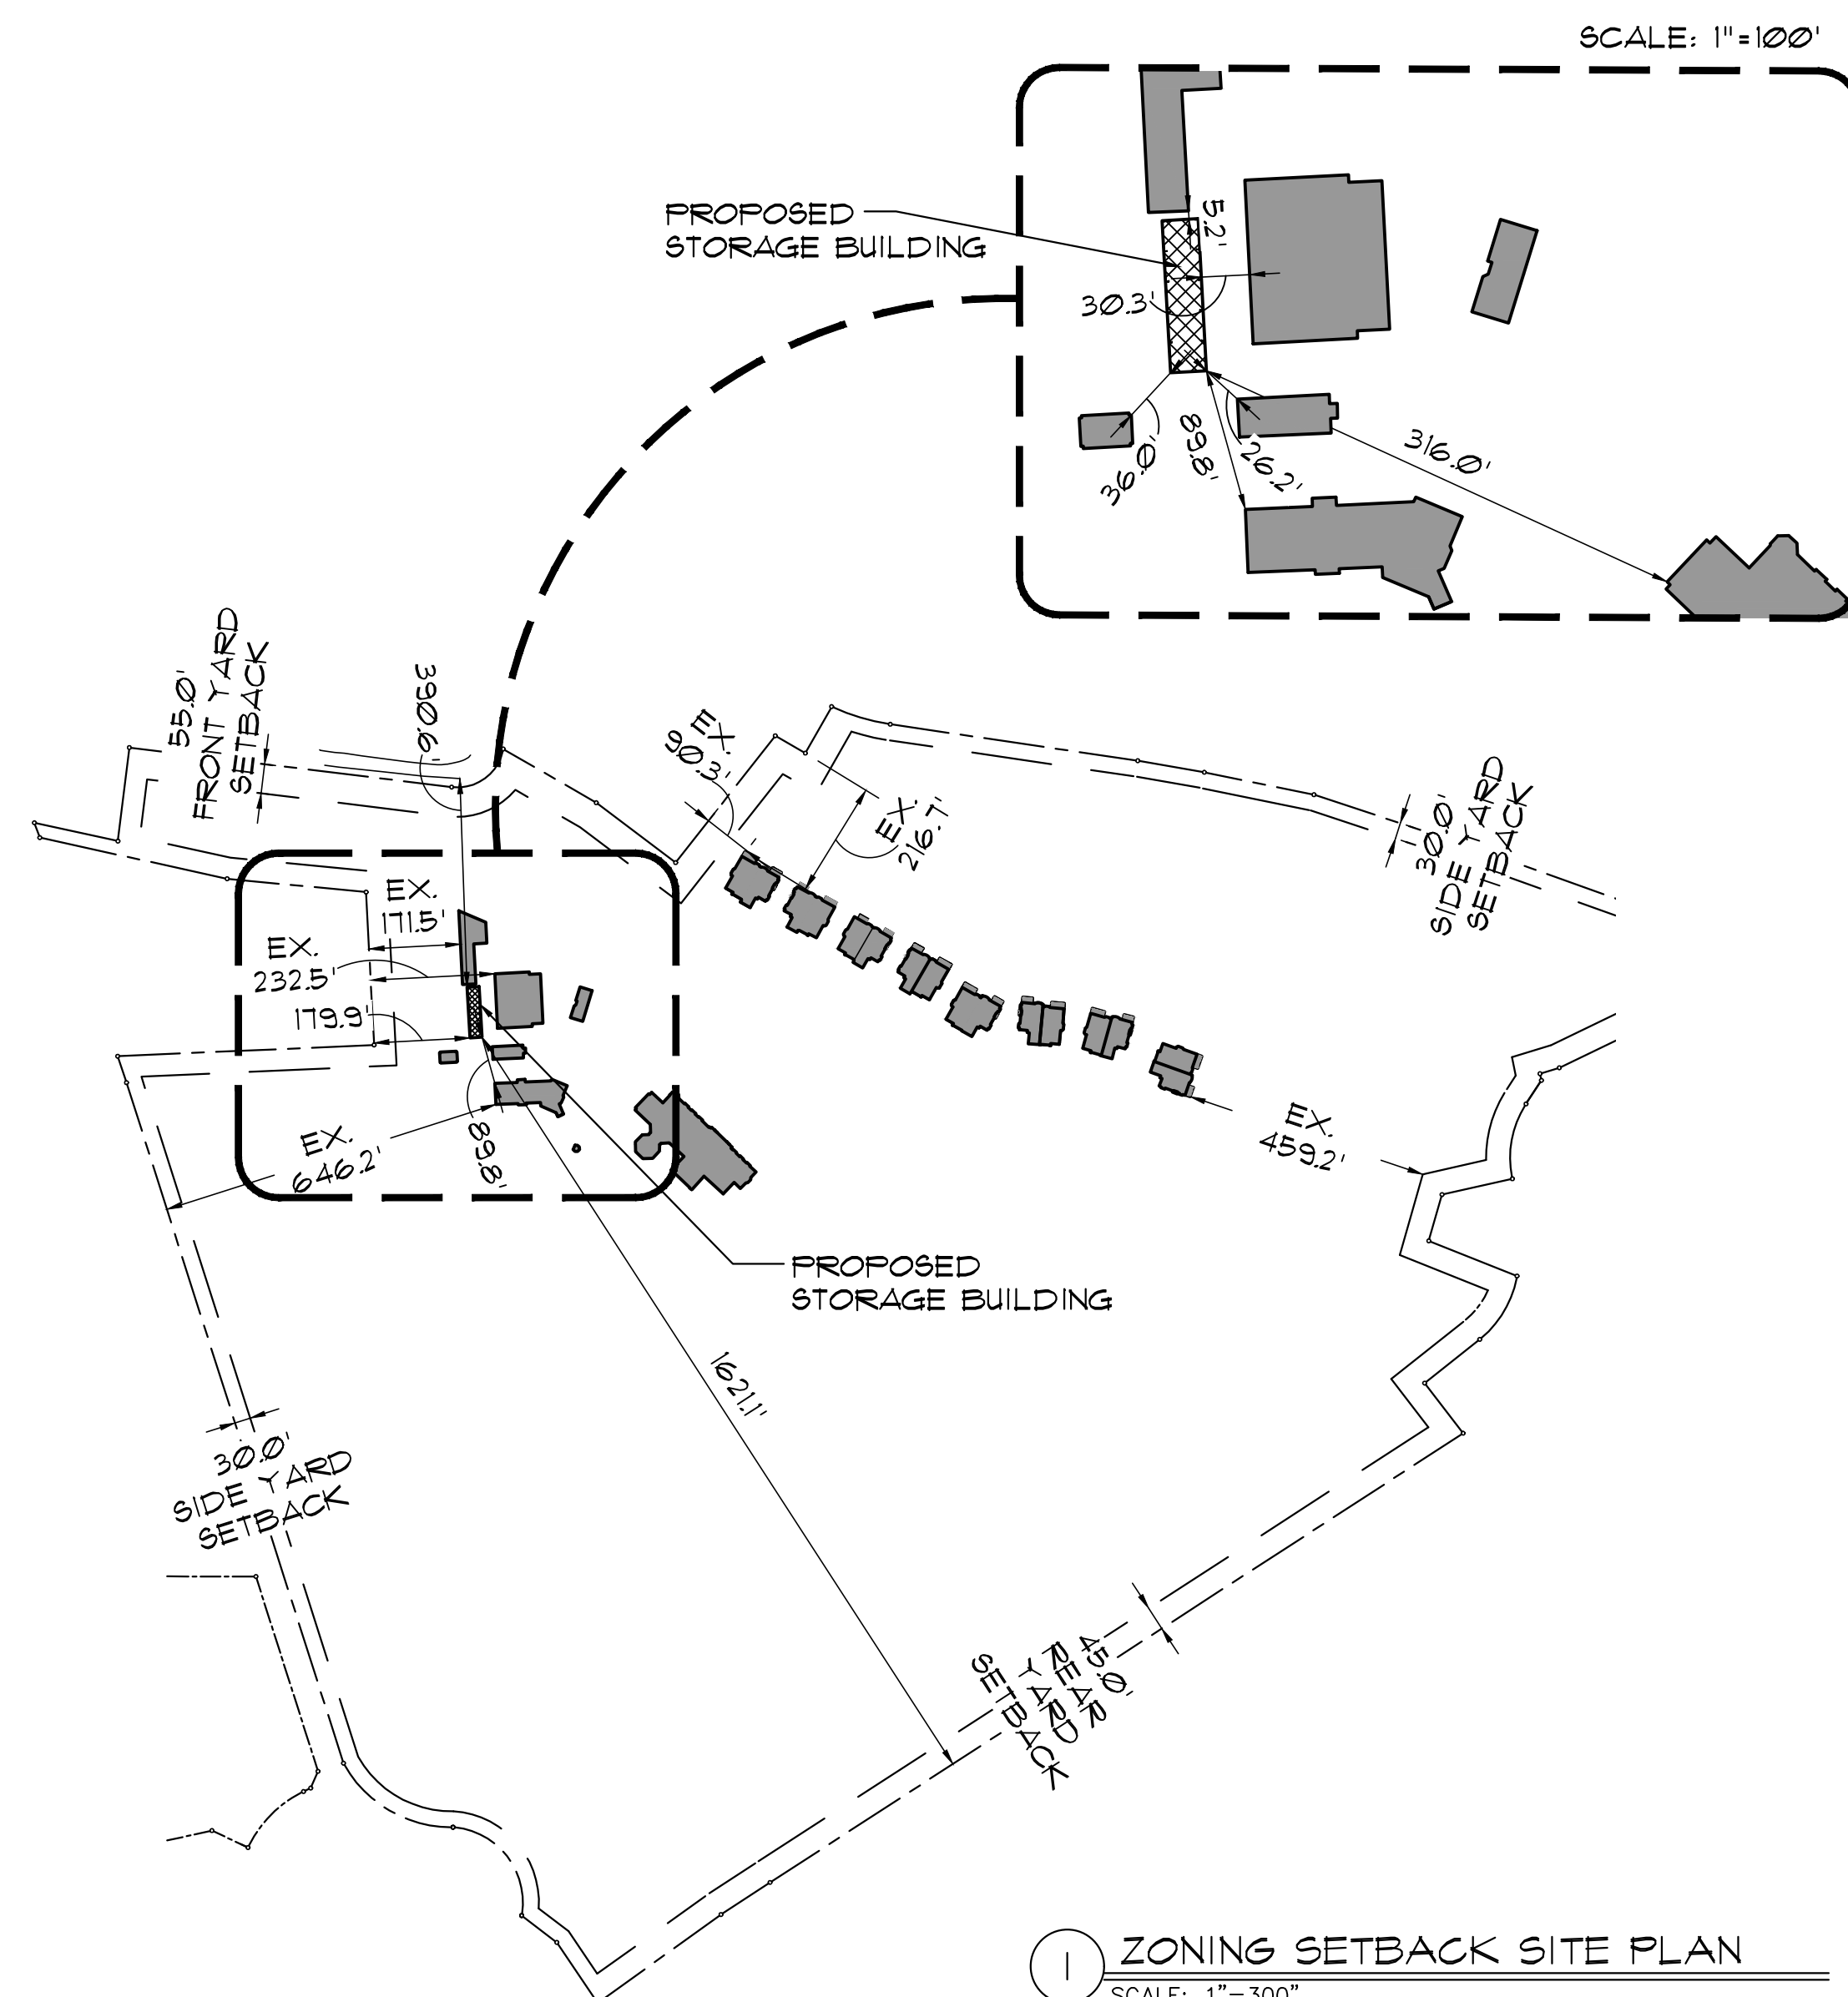 SCALE: 1"=100'
PROPOSED
STORAGE BUILDING
5.2'
30.3'
36.0'
89.8'
26.2'
316.0'
55.0'
FRONT YARD
SETBACK
390.6'
EX.
90.3'
EX.
216.7'
30.0'
SIDE YARD
SETBACK
EX.
171.5'
EX.
232.5'
179.9'
EX.
646.2'
89.8'
EX.
459.2'
PROPOSED
STORAGE BUILDING
1621.1'
30.0'
SIDE YARD
SETBACK
45.0'
REAR
YARD
SETBACK
1
ZONING SETBACK SITE PLAN
SCALE: 1"=300"